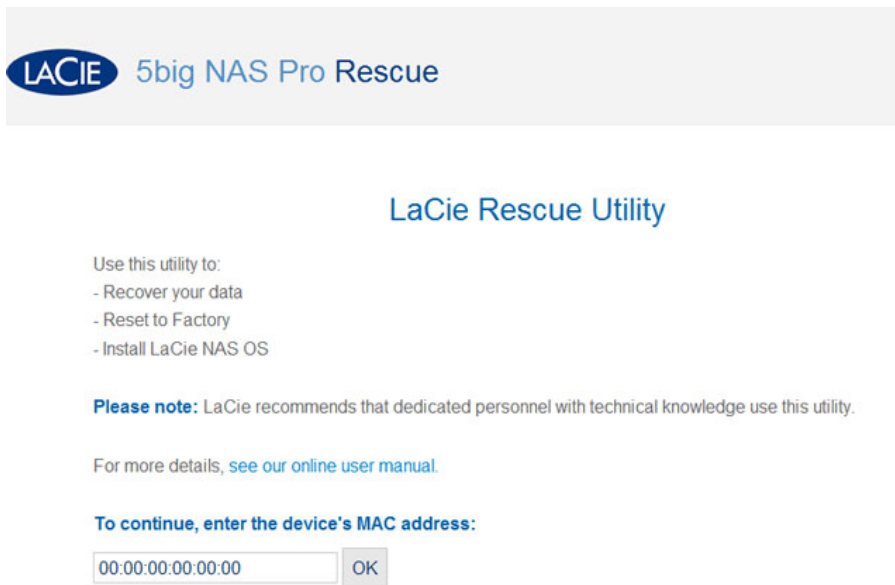 LACIE 5big NAS Pro Rescue
LaCie Rescue Utility
Use this utility to:
- Recover your data
- Reset to Factory
- Install LaCie NAS OS
Please note: LaCie recommends that dedicated personnel with technical knowledge use this utility.
For more details, see our online user manual.
To continue, enter the device's MAC address:
00:00:00:00:00:00 OK